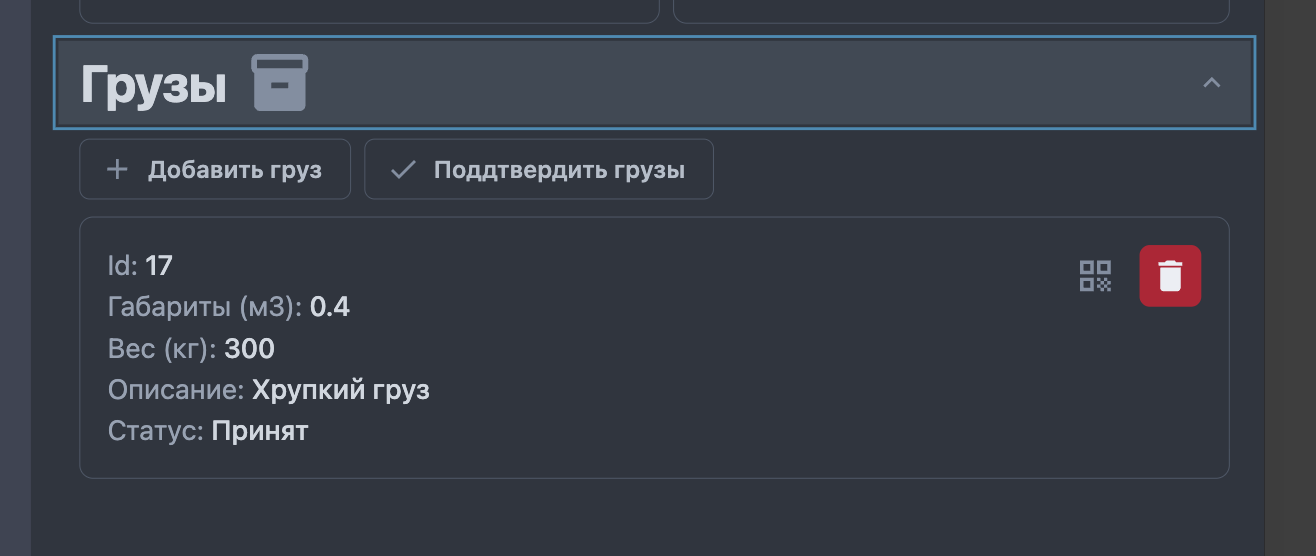 Грузы
Добавить груз
Поддтвердить грузы
Id: 17
Габариты (м3): 0.4
Вес (кг): 300
Описание: Хрупкий груз
Статус: Принят